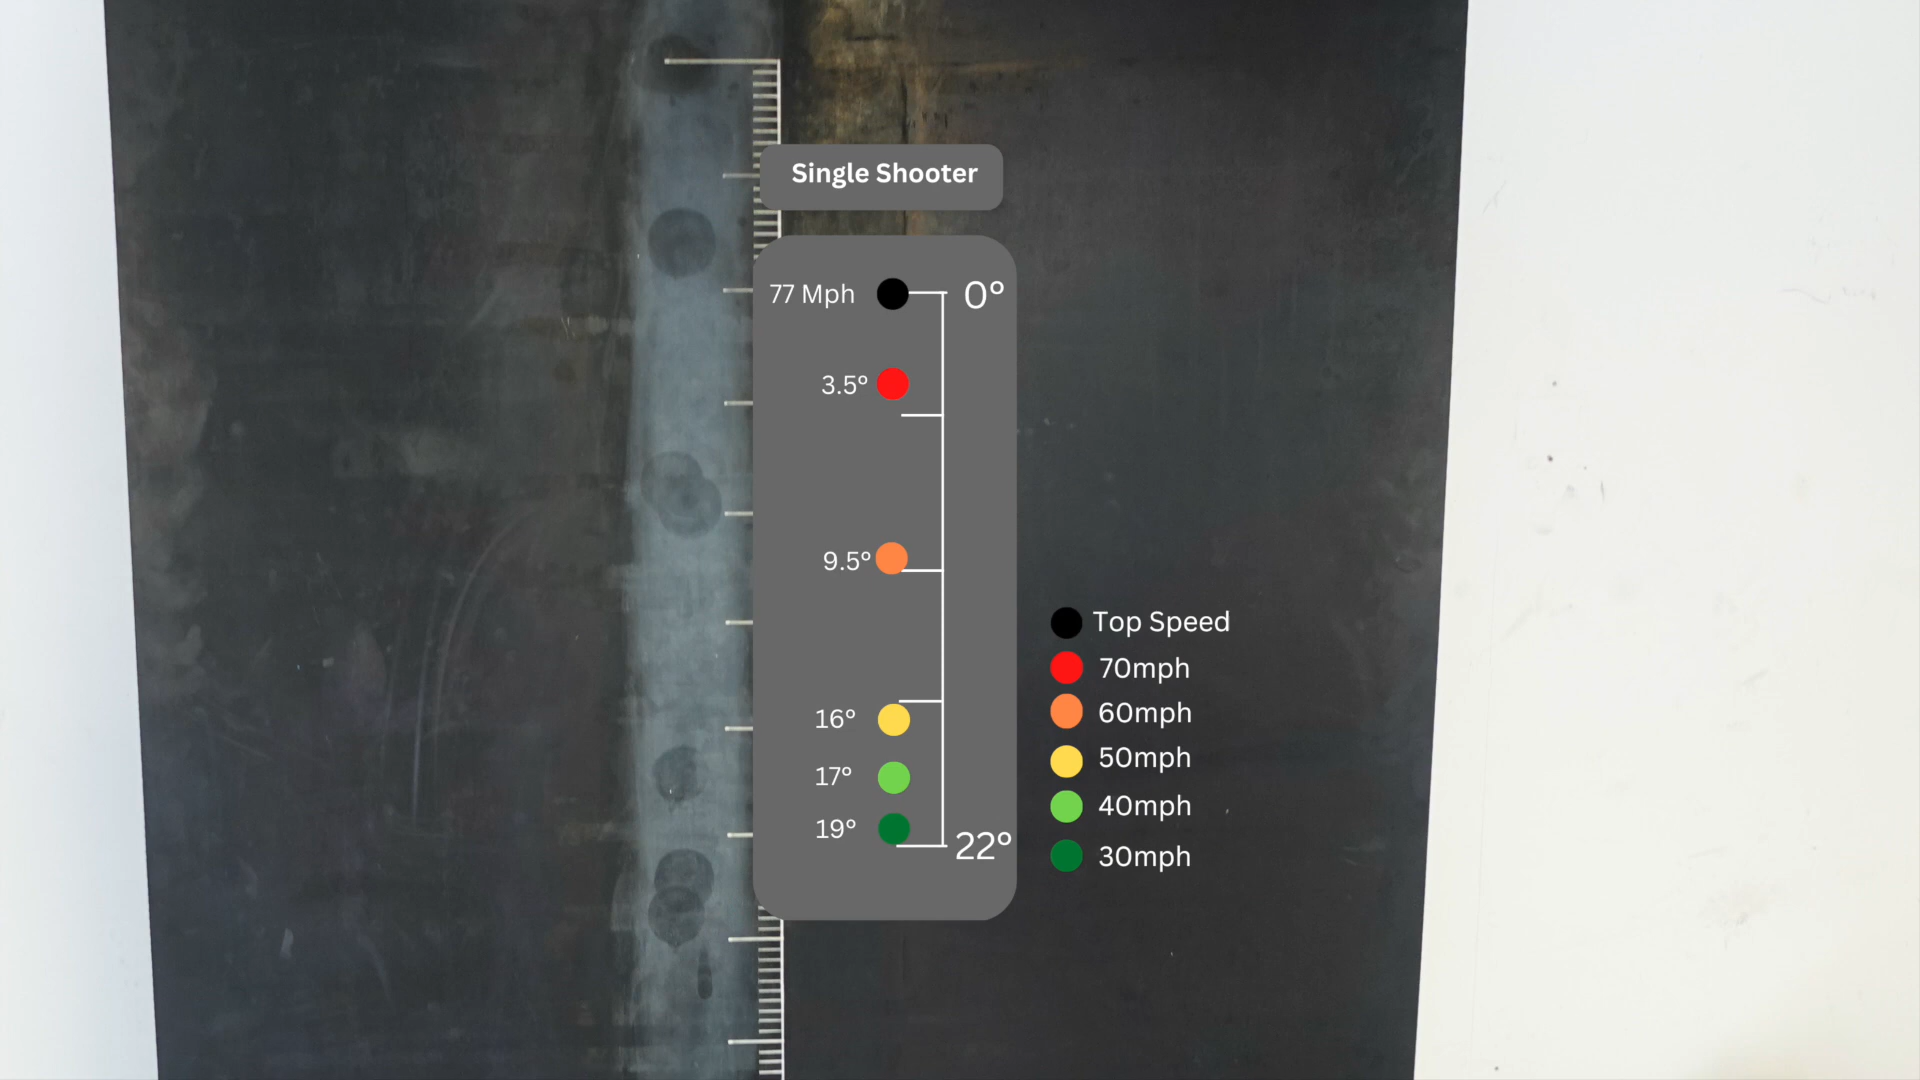 Single Shooter
77 Mph 0°
3.5°
9.5°
16°
17°
19°
22°
Top Speed
70mph
60mph
50mph
40mph
30mph